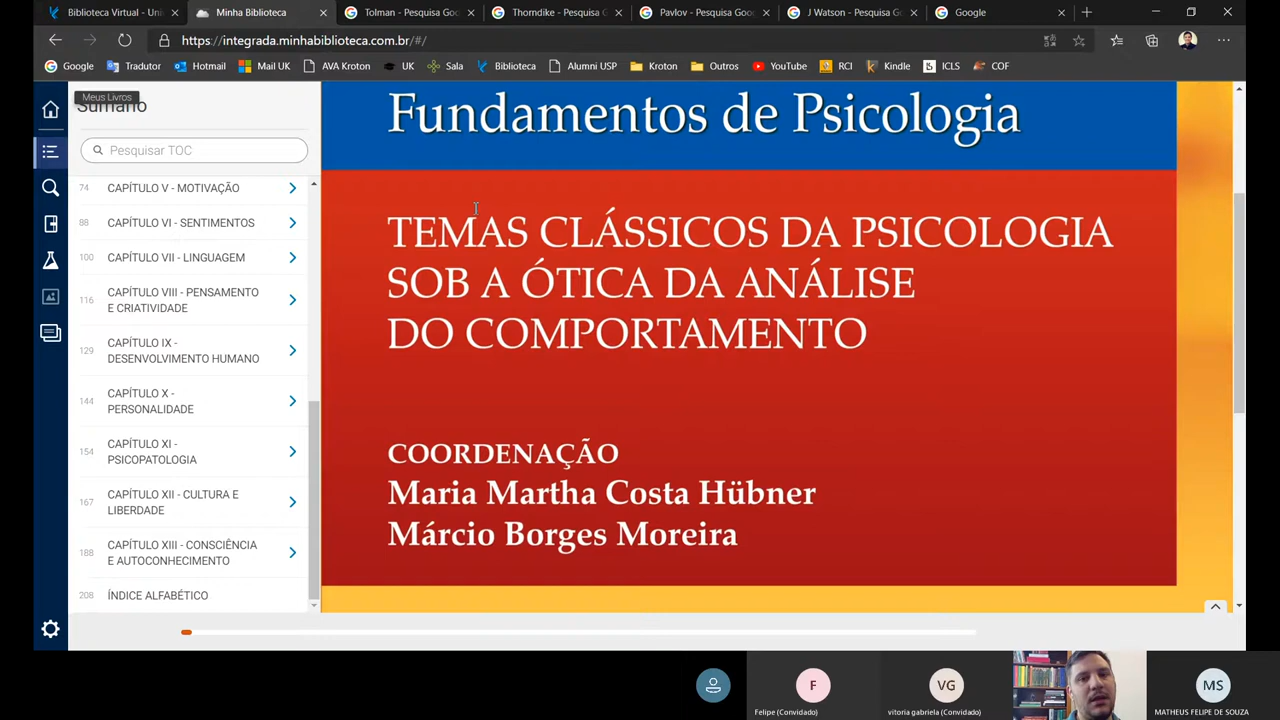 Biblioteca Virtual - Univ
Minha Biblioteca
Tolman - Pesquisa Goo
Thorndike - Pesquisa G
Pavlov - Pesquisa Goog
J Watson - Pesquisa Go
Google
https://integrada.minhabiblioteca.com.br/#/
Google
Tradutor
Hotmail
Mail UK
AVA Kroton
UK
Sala
Biblioteca
Alumni USP
Kroton
Outros
YouTube
RCI
Kindle
ICLS
COF
Meus Livros
Sumário
Pesquisar TOC
74 CAPÍTULO V - MOTIVAÇÃO
88 CAPÍTULO VI - SENTIMENTOS
100 CAPÍTULO VII - LINGUAGEM
116 CAPÍTULO VIII - PENSAMENTO
E CRIATIVIDADE
129 CAPÍTULO IX -
DESENVOLVIMENTO HUMANO
144 CAPÍTULO X -
PERSONALIDADE
154 CAPÍTULO XI -
PSICOPATOLOGIA
167 CAPÍTULO XII - CULTURA E
LIBERDADE
188 CAPÍTULO XIII - CONSCIÊNCIA
E AUTOCONHECIMENTO
208 ÍNDICE ALFABÉTICO
Fundamentos de Psicologia
TEMAS CLÁSSICOS DA PSICOLOGIA
SOB A ÓTICA DA ANÁLISE
DO COMPORTAMENTO
COORDENAÇÃO
Maria Martha Costa Hübner
Márcio Borges Moreira
F
Felipe (Convidado)
VG
vitoria gabriela (Convidado)
MS
MATHEUS FELIPE DE SOUZA